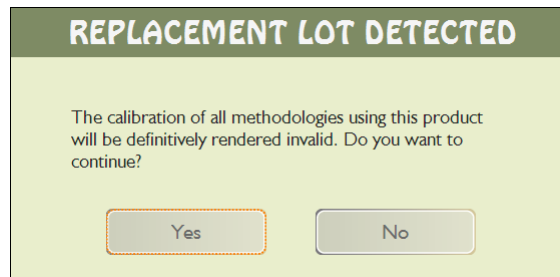 REPLACEMENT LOT DETECTED
The calibration of all methodologies using this product
will be definitively rendered invalid. Do you want to
continue?
Yes
No